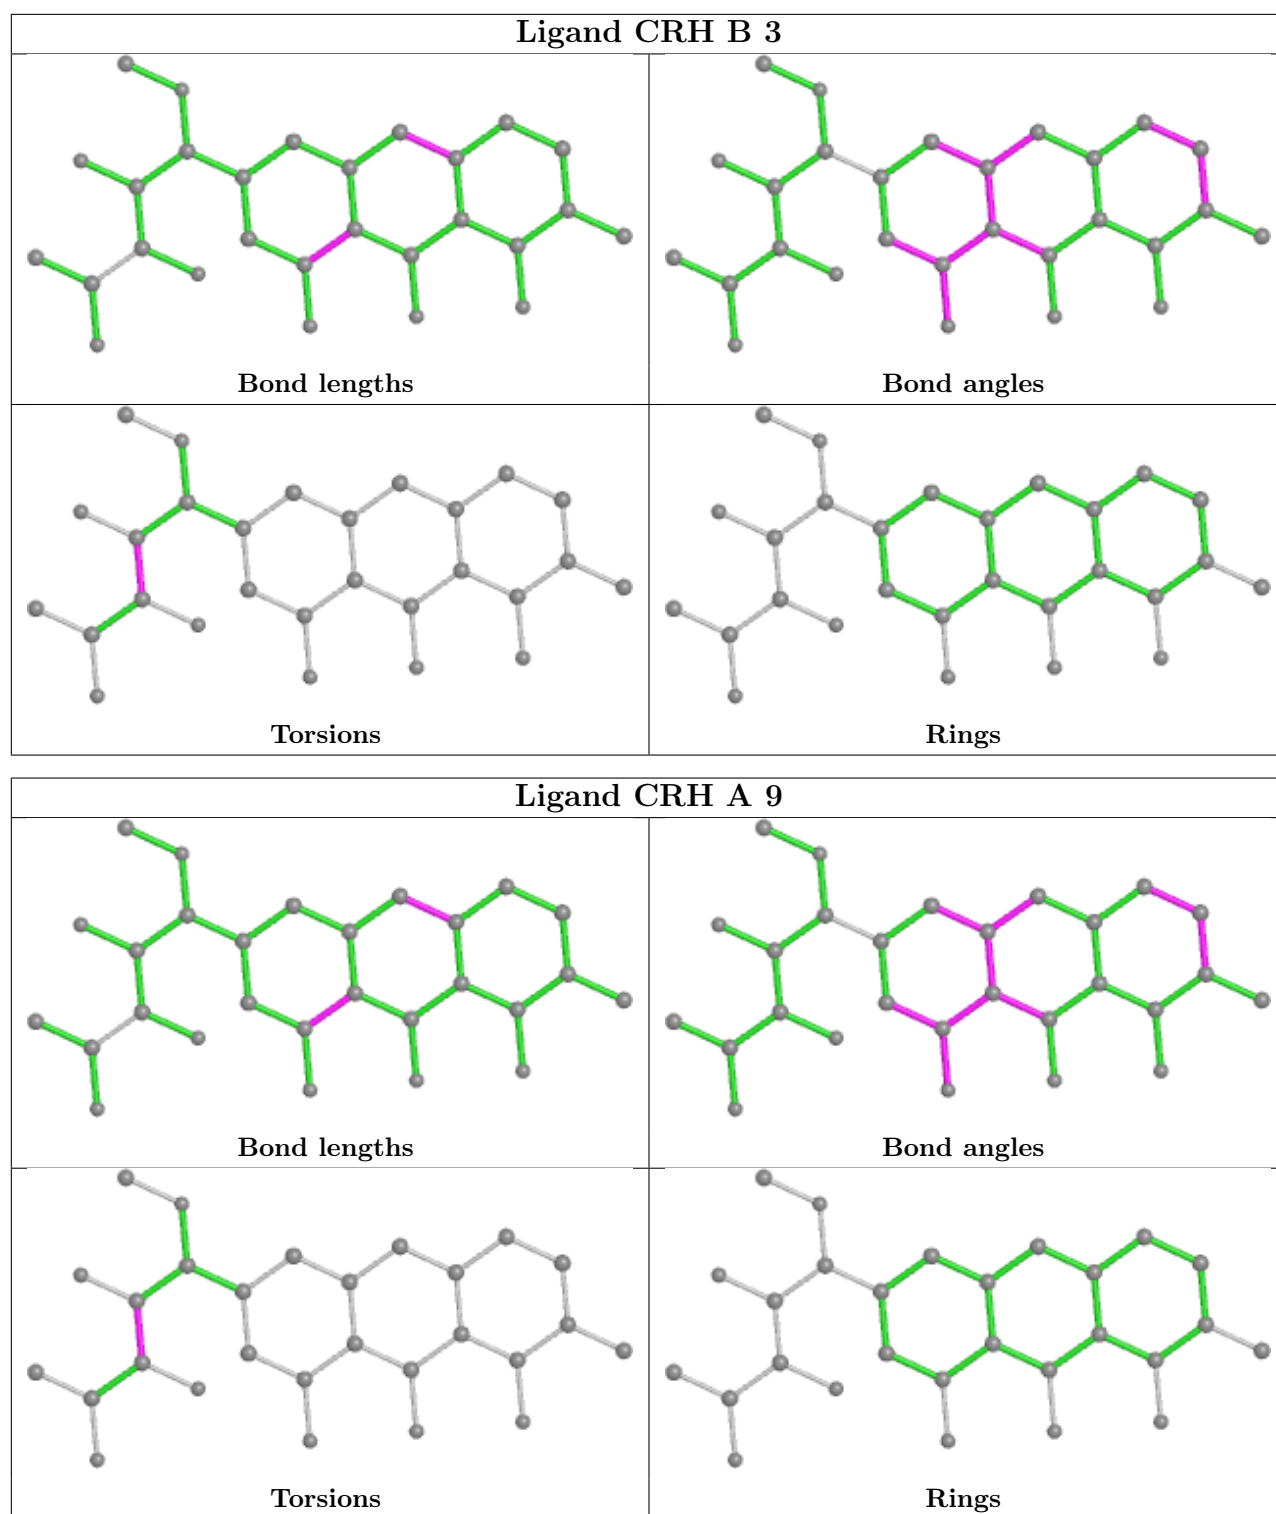 Ligand CRH B 3
Bond lengths
Bond angles
Torsions
Rings
Ligand CRH A 9
Bond lengths
Bond angles
Torsions
Rings